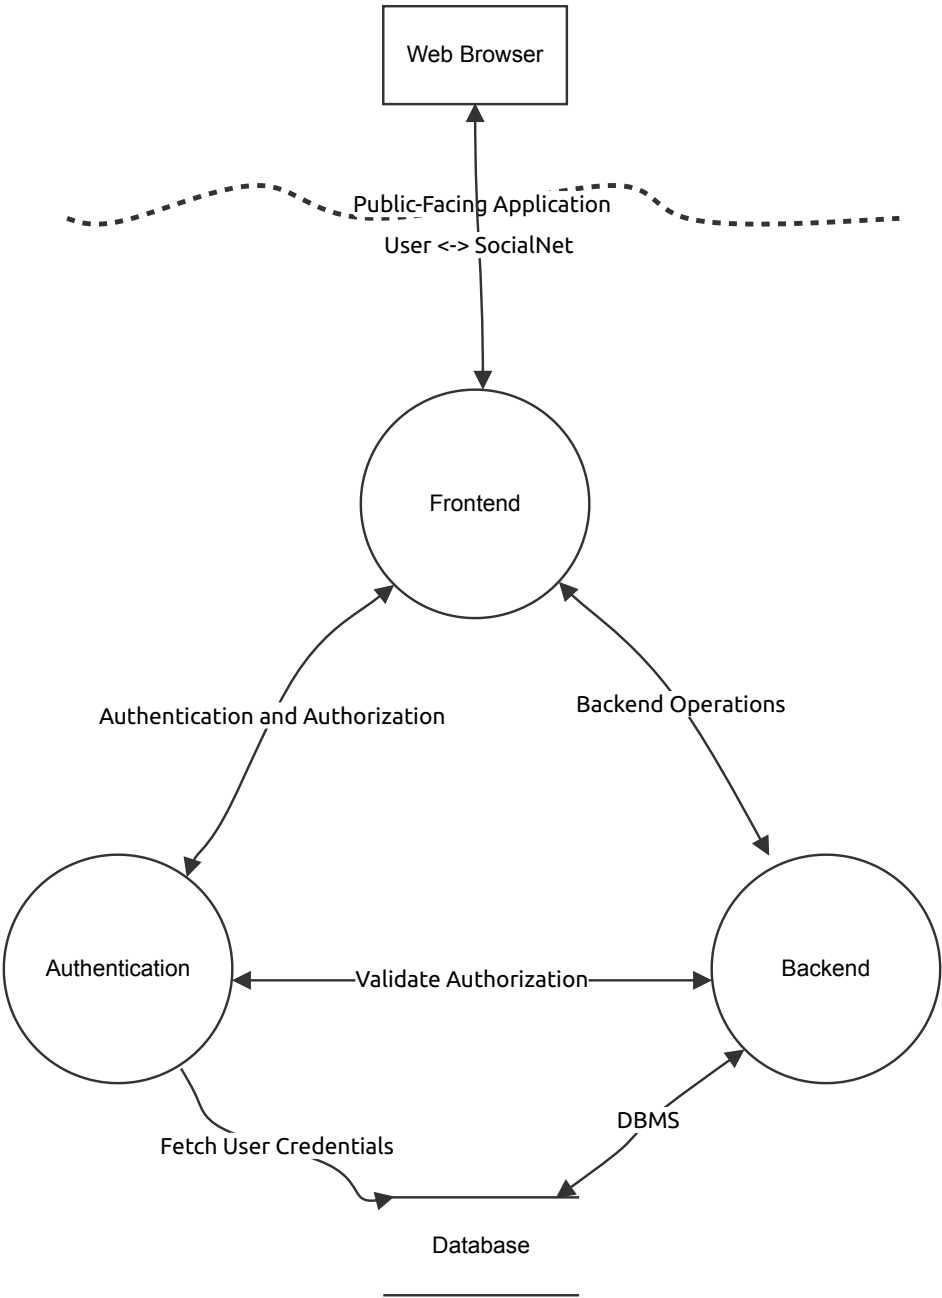 Web Browser
Public-Facing Application
User <-> SocialNet
Frontend
Authentication and Authorization
Backend Operations
Authentication
Validate Authorization
Backend
DBMS
Fetch User Credentials
Database